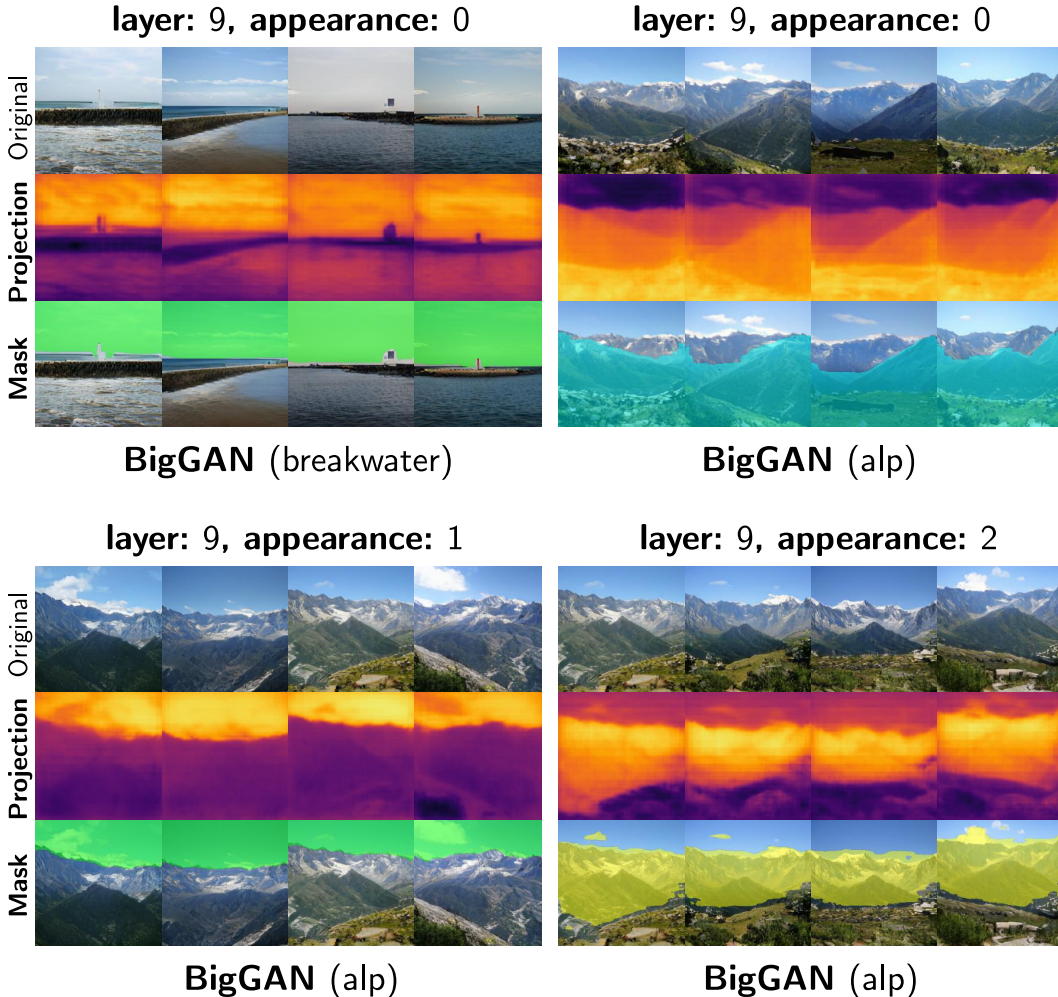 layer: 9, appearance: 0
Original
Projection
Mask
BigGAN (breakwater)
layer: 9, appearance: 0
BigGAN (alp)
layer: 9, appearance: 1
Original
Projection
Mask
BigGAN (alp)
layer: 9, appearance: 2
BigGAN (alp)